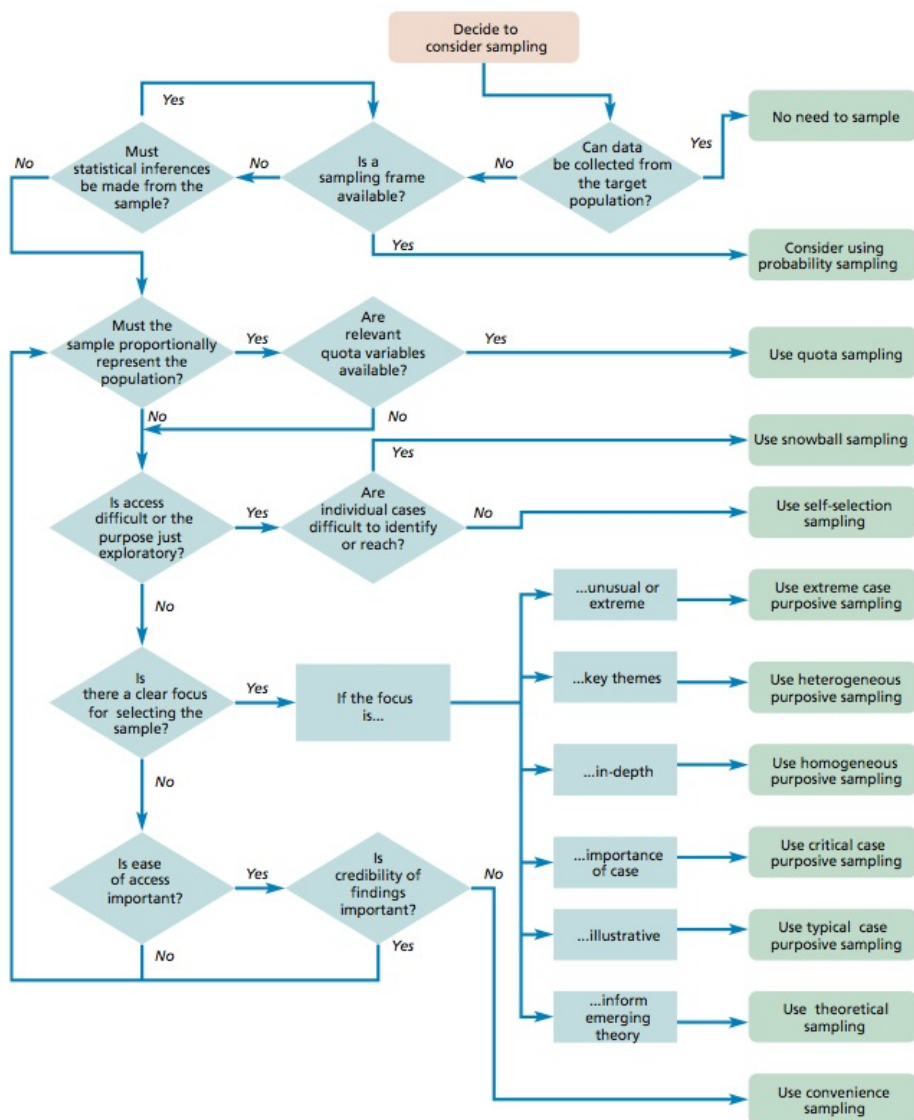 Decide to
consider sampling
Yes
No need to sample
Must
statistical inferences
be made from the
sample?
No
No
Is a
sampling frame
available?
No
Can data
be collected from
the target
population?
Yes
Yes
Consider using
probability sampling
Must the
sample proportionally
represent the
population?
Yes
Are
relevant
quota variables
available?
Yes
Use quota sampling
No
No
Use snowball sampling
Yes
Is access
difficult or the
purpose just
exploratory?
Yes
Are
individual cases
difficult to identify
or reach?
No
Use self-selection
sampling
No
...unusual or
extreme
Use extreme case
purposive sampling
Is
there a clear focus
for selecting the
sample?
Yes
If the focus
is...
...key themes
Use heterogeneous
purposive sampling
No
...in-depth
Use homogeneous
purposive sampling
Is ease
of access
important?
Yes
Is
credibility of
findings
important?
No
...importance
of case
Use critical case
purposive sampling
No
Yes
...illustrative
Use typical case
purposive sampling
...inform
emerging
theory
Use theoretical
sampling
Use convenience
sampling